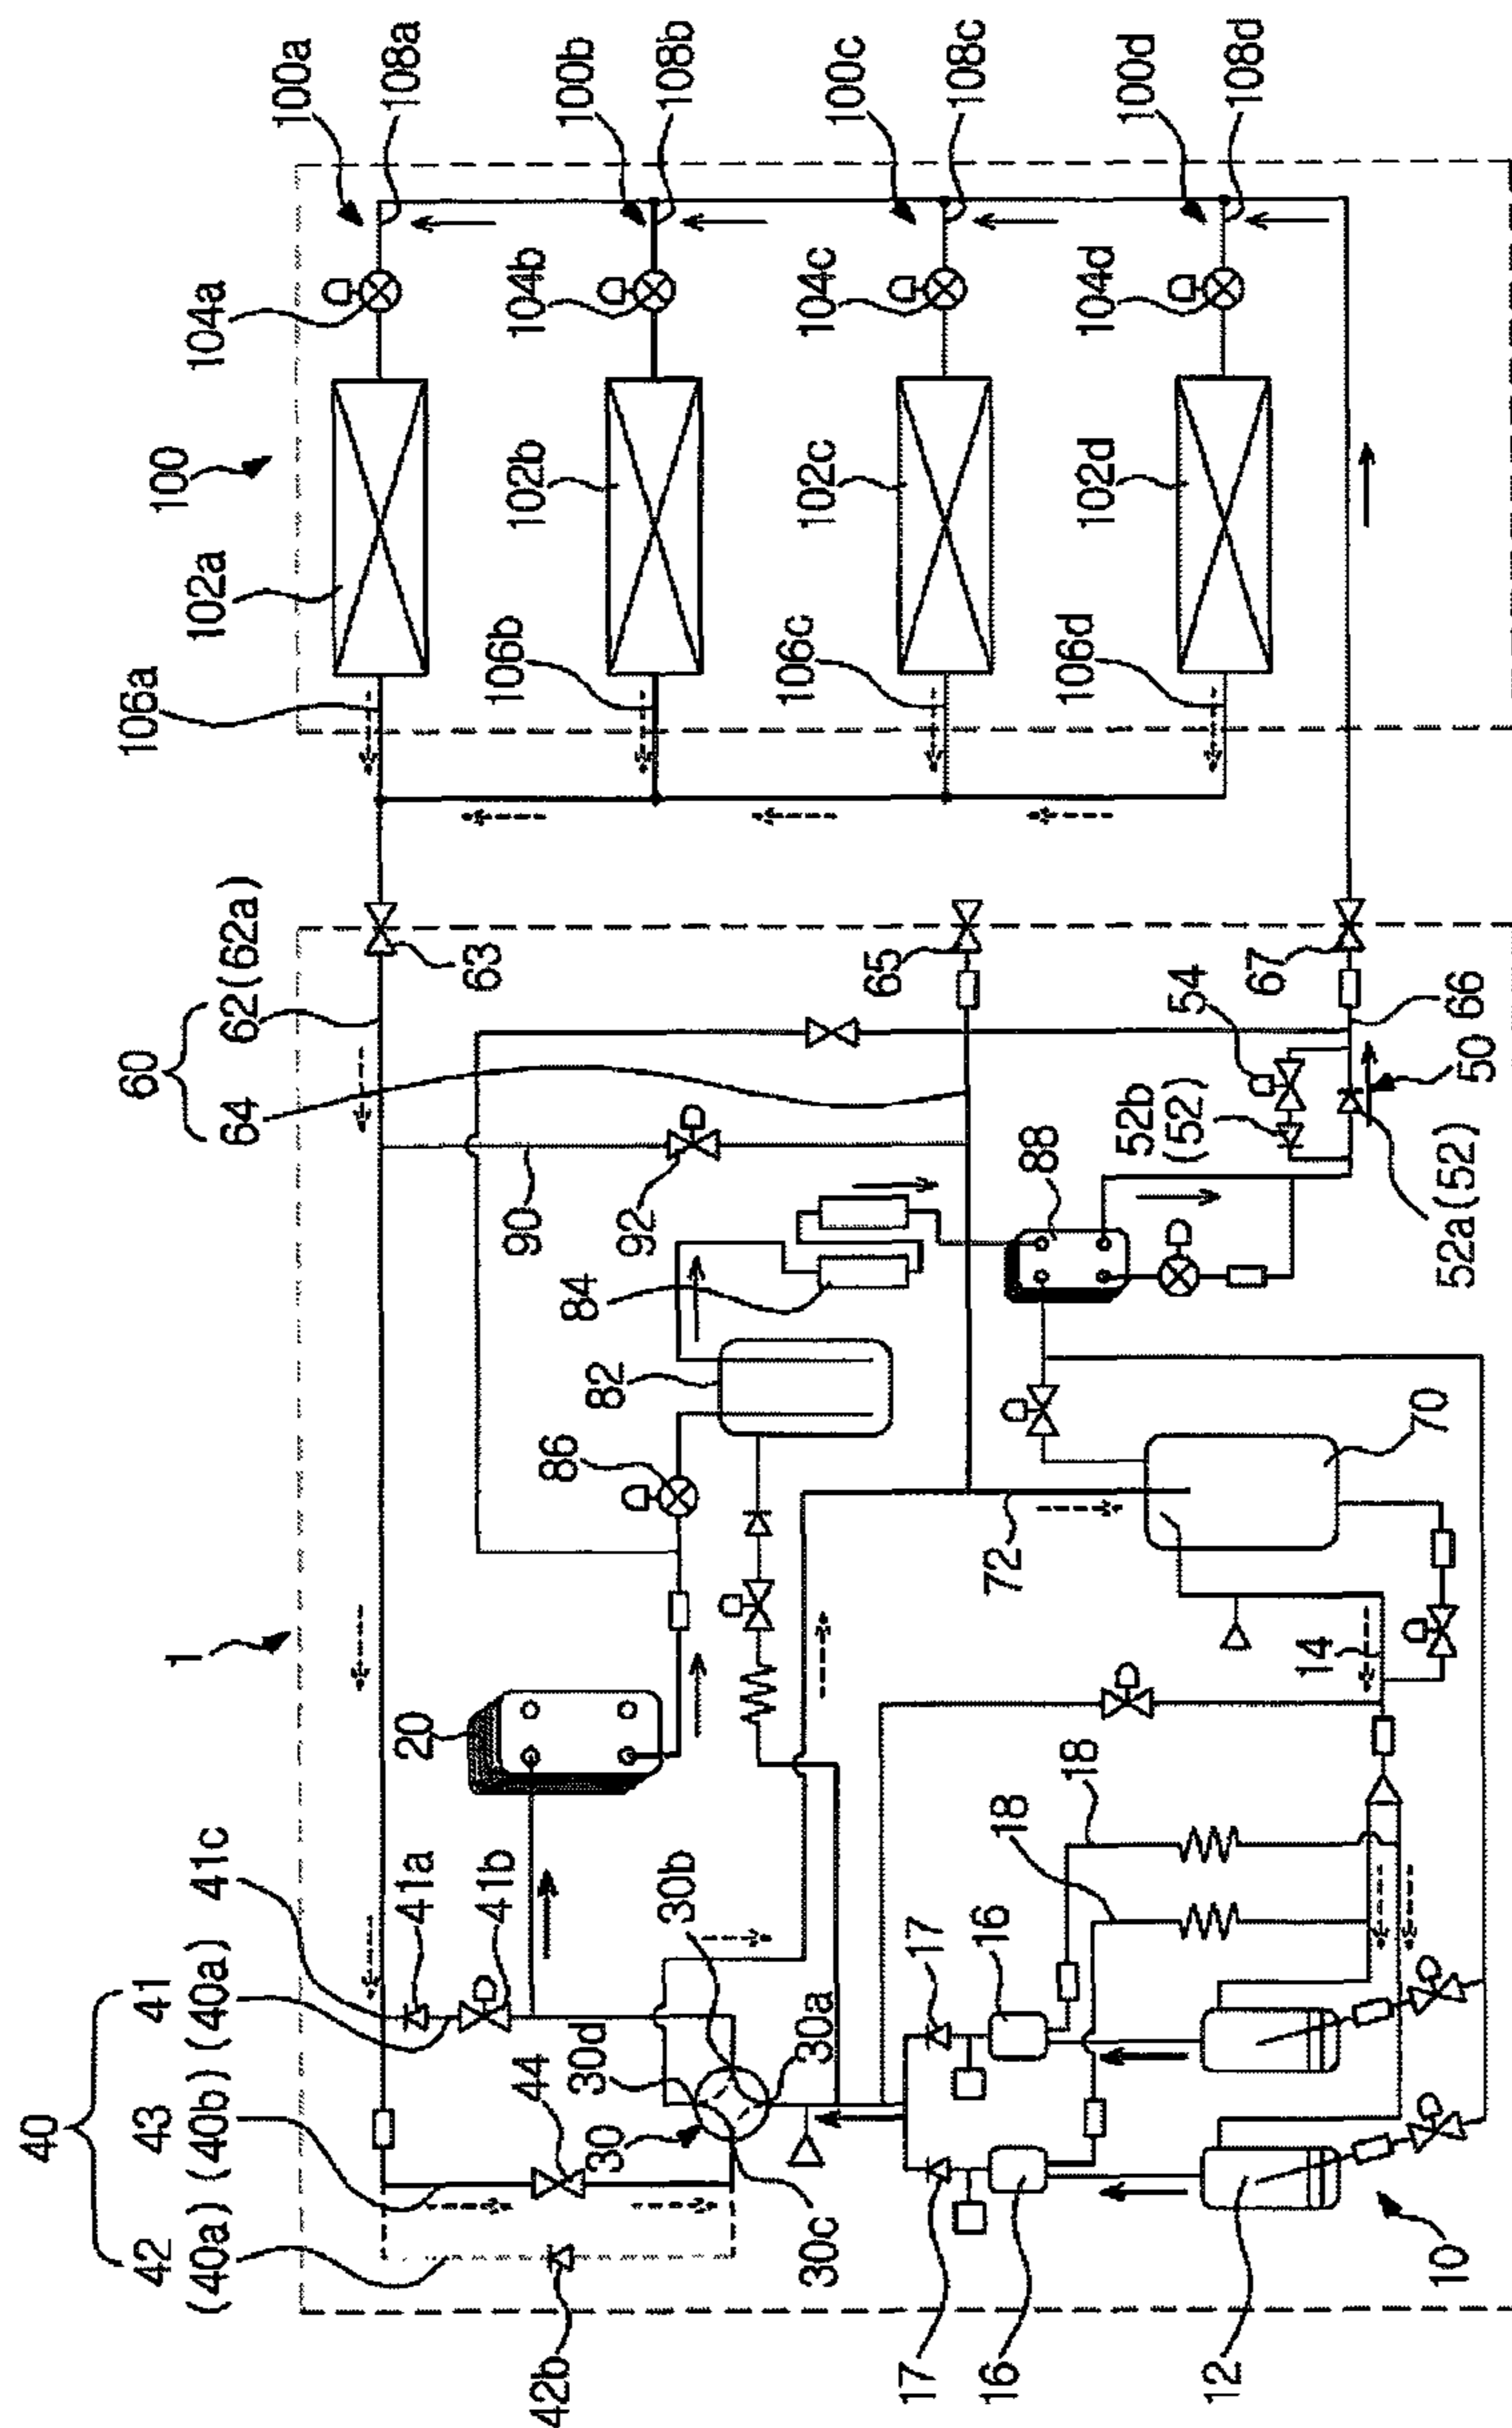 40
60
106a
42 43 41
(40a) (40b) (40a)
41c
1
62(62a)
64
100
102a
104a
100a
108a
41a
20
63
41b
42b
44
30
30d
30b
30a
30c
90
86
82
84
92
106b
102b
104b
100b
108b
17
17
16
16
18
18
72
65
88
106c
102c
104c
100c
108c
12
14
52b
(52)
54
67
106d
102d
104d
100d
108d
10
70
52a(52)
66
50